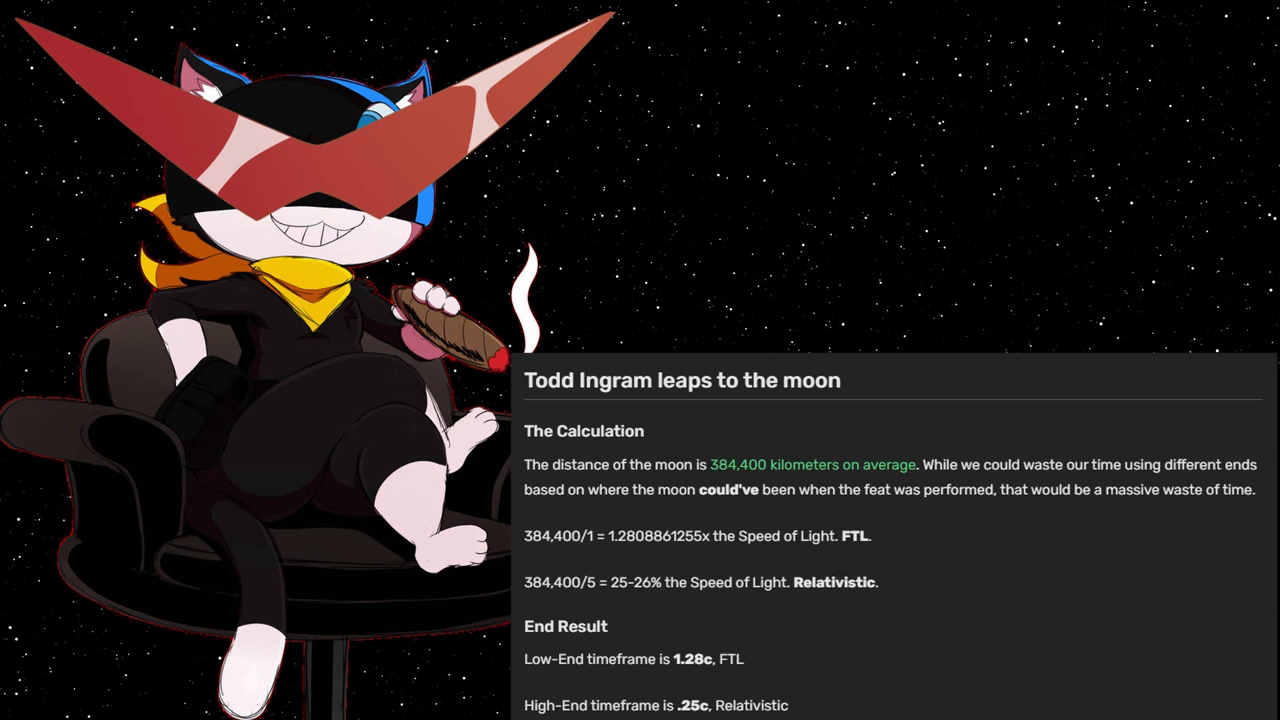 Todd Ingram leaps to the moon
The Calculation
The distance of the moon is 384,400 kilometers on average. While we could waste our time using different ends
based on where the moon could've been when the feat was performed, that would be a massive waste of time.
384,400/1 = 1.2808861255x the Speed of Light. FTL.
384,400/5 = 25-26% the Speed of Light. Relativistic.
End Result
Low-End timeframe is 1.28c, FTL
High-End timeframe is .25c, Relativistic